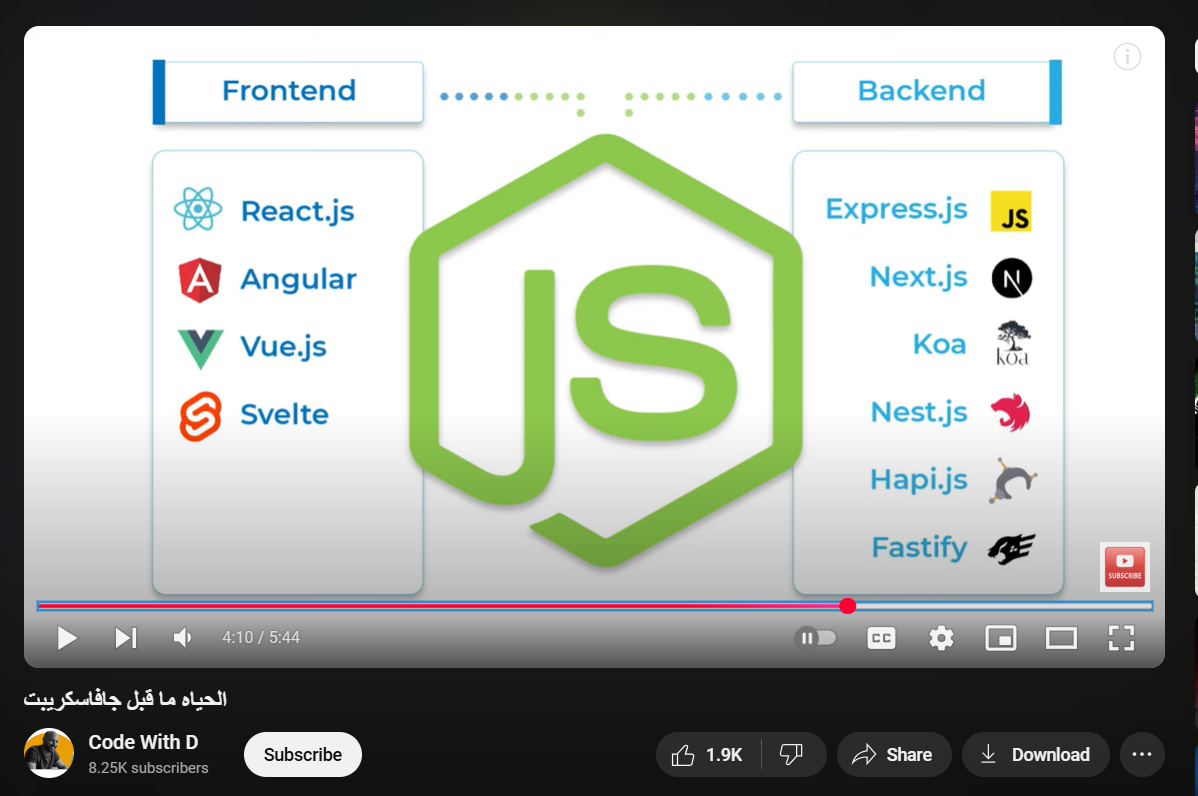 Frontend
Backend
React.js
Angular
Vue.js
Svelte
JS
Express.js JS
Next.js N
Koa koa
Nest.js
Hapi.js
Fastify
SUBSCRIBE
4:10 / 5:44
CC
الحياه ما قبل جافاسكريبت
Code With D
8.25K subscribers
Subscribe
1.9K
Share
Download